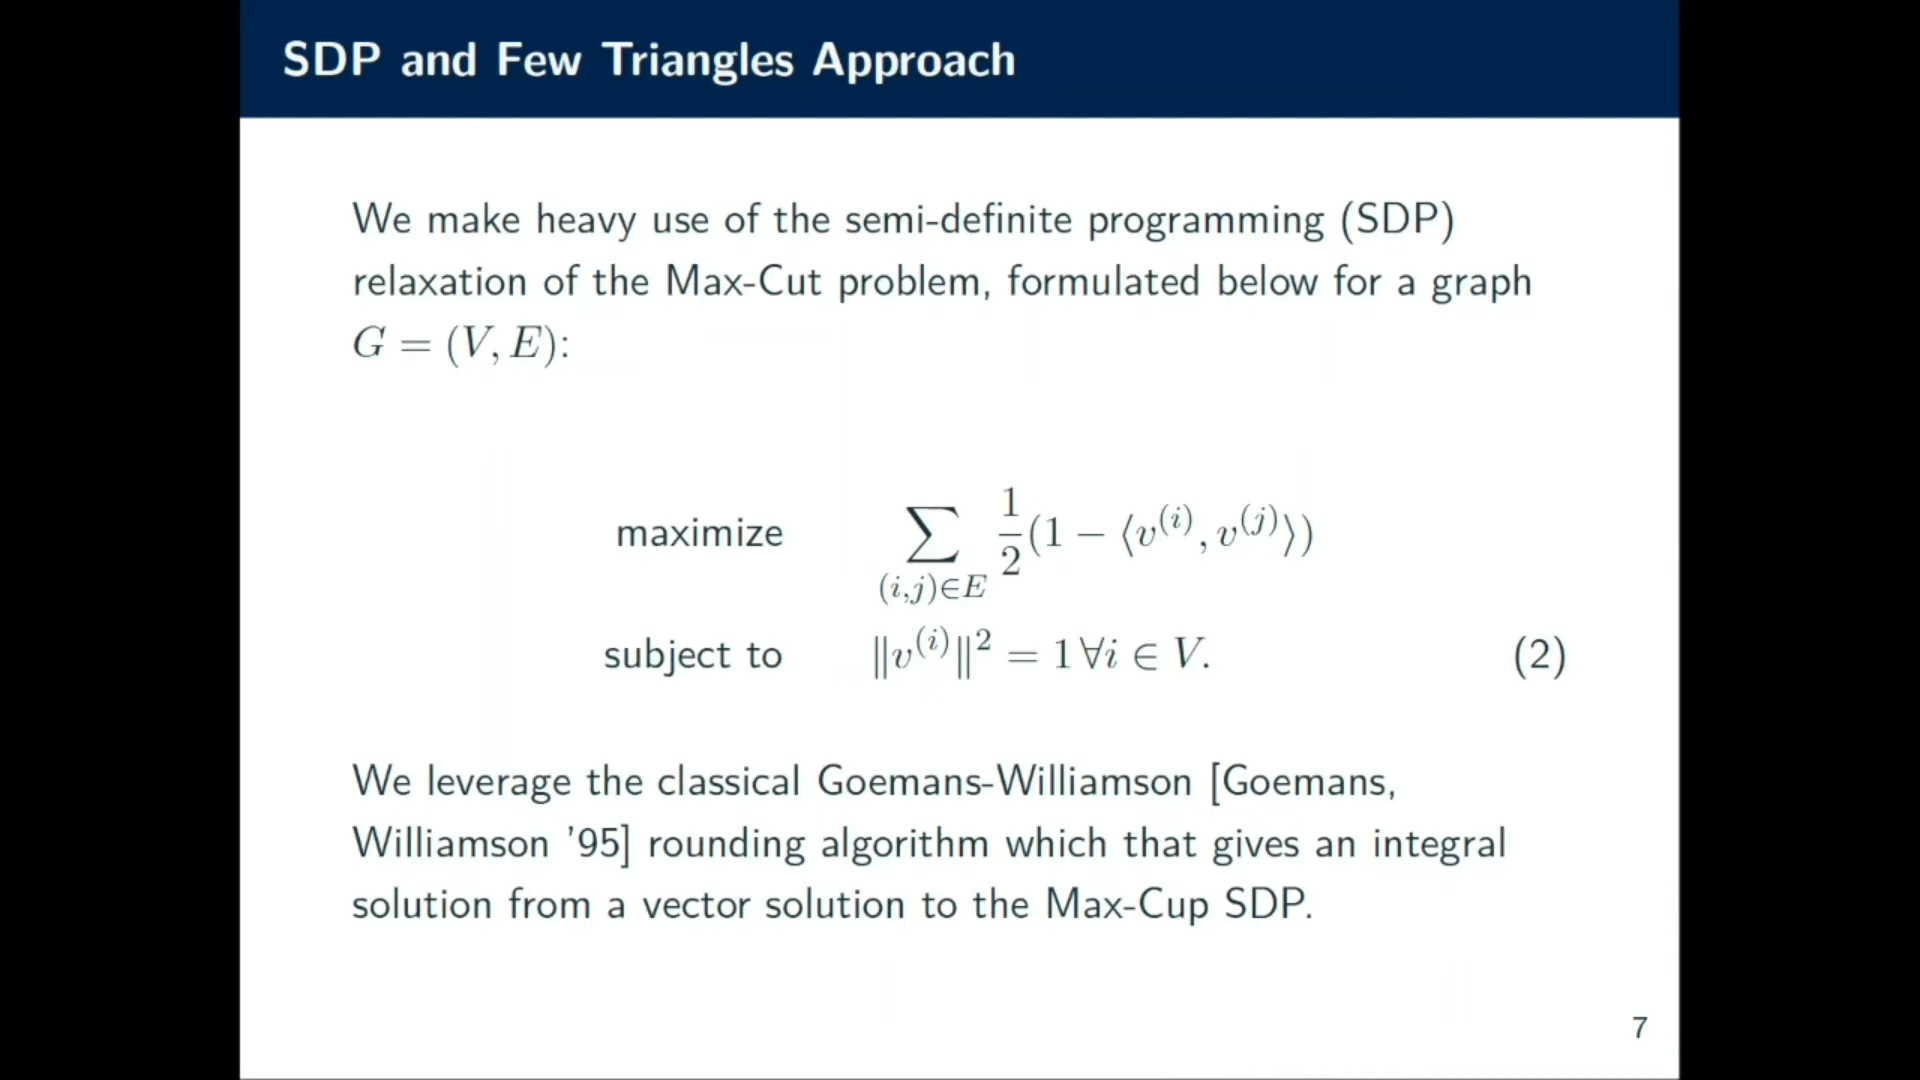 SDP and Few Triangles Approach
We make heavy use of the semi-definite programming (SDP)
relaxation of the Max-Cut problem, formulated below for a graph
G = (V, E):
maximize ∑_{(i,j)∈E} 1/2 (1 − ⟨v^{(i)}, v^{(j)}⟩)
subject to ‖v^{(i)}‖² = 1 ∀i ∈ V. (2)
We leverage the classical Goemans-Williamson [Goemans,
Williamson '95] rounding algorithm which that gives an integral
solution from a vector solution to the Max-Cup SDP.
7